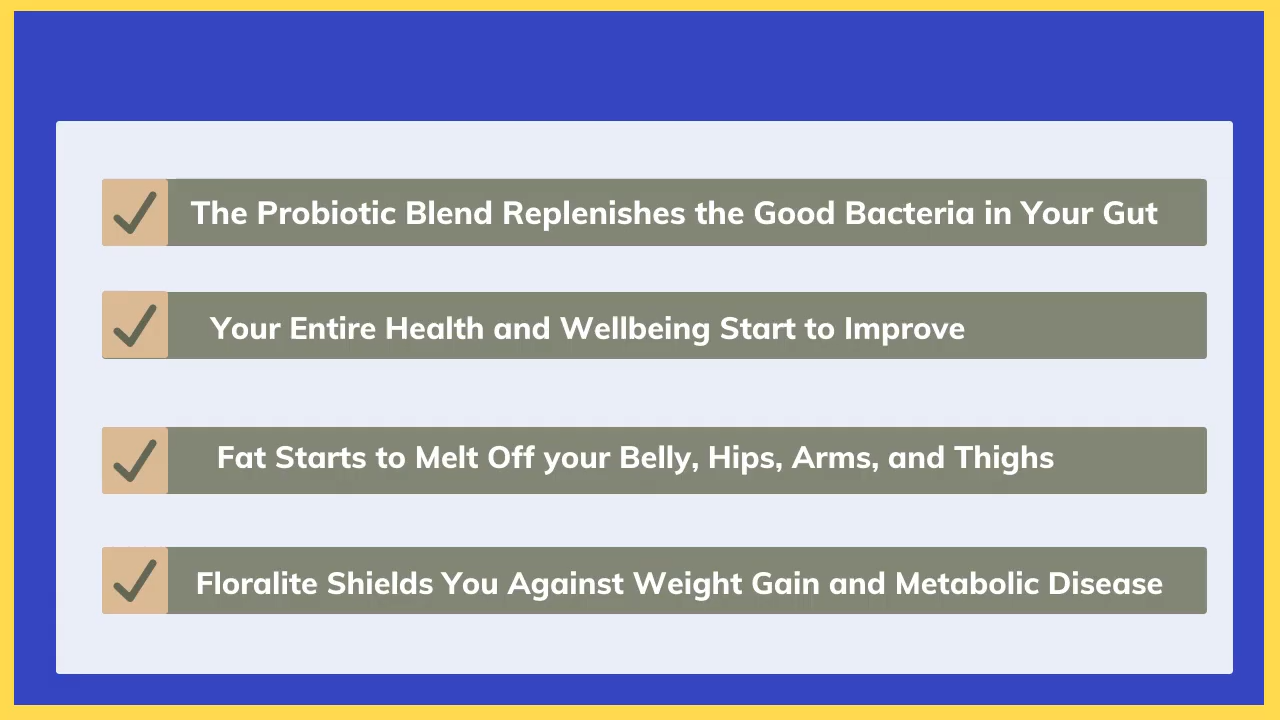 The Probiotic Blend Replenishes the Good Bacteria in Your Gut
Your Entire Health and Wellbeing Start to Improve
Fat Starts to Melt Off your Belly, Hips, Arms, and Thighs
Floralite Shields You Against Weight Gain and Metabolic Disease